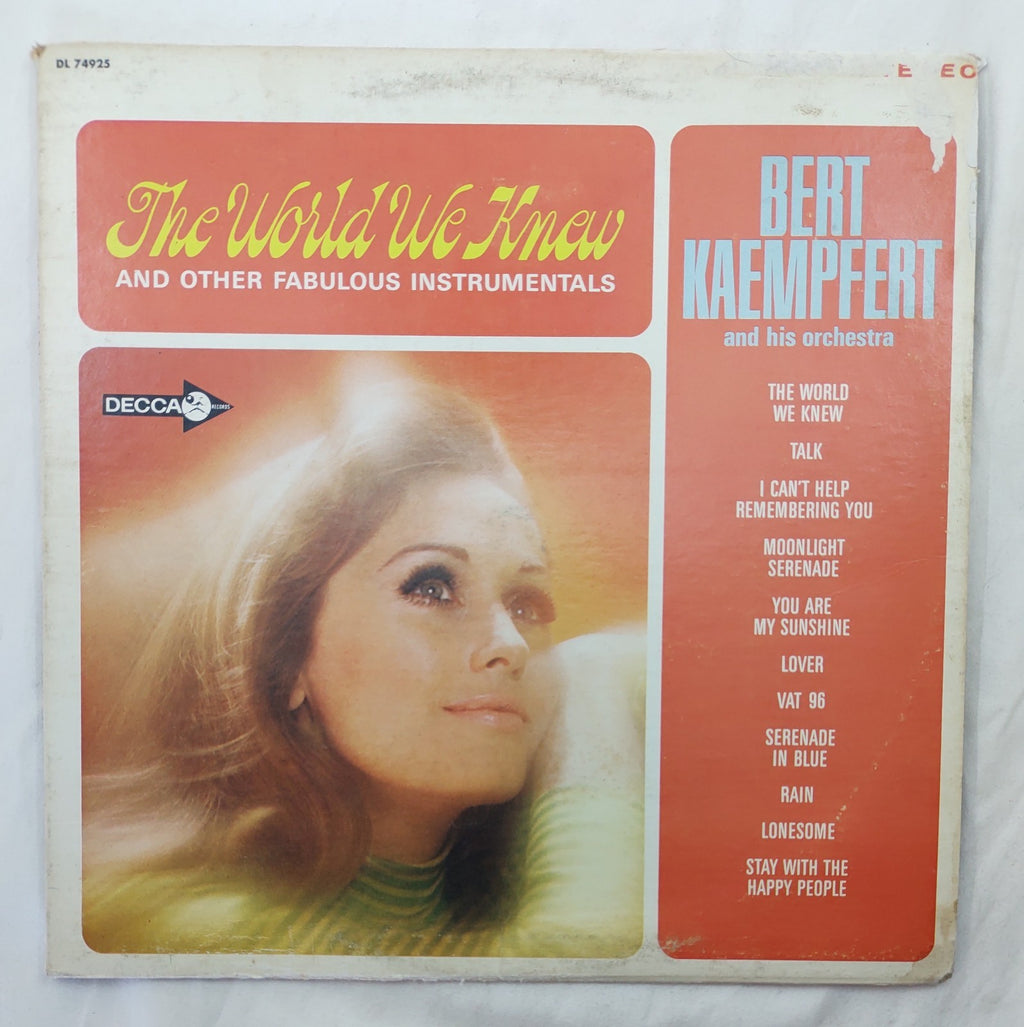 DL 74925
The World We Knew
AND OTHER FABULOUS INSTRUMENTALS
DECCA RECORDS
BERT
KAEMPFERT
and his orchestra
THE WORLD
WE KNEW
TALK
I CAN'T HELP
REMEMBERING YOU
MOONLIGHT
SERENADE
YOU ARE
MY SUNSHINE
LOVER
VAT 96
SERENADE
IN BLUE
RAIN
LONESOME
STAY WITH THE
HAPPY PEOPLE